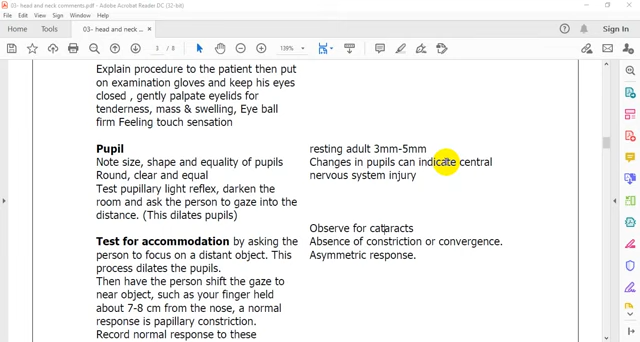 03- head and neck comments.pdf - Adobe Acrobat Reader DC (32-bit)
File Edit View Sign Window Help
Home Tools 03- head and neck ... × Sign In
3 / 8 139%
Explain procedure to the patient then put
on examination gloves and keep his eyes
closed , gently palpate eyelids for
tenderness, mass & swelling, Eye ball
firm Feeling touch sensation
Pupil
Note size, shape and equality of pupils
Round, clear and equal
Test pupillary light reflex, darken the
room and ask the person to gaze into the
distance. (This dilates pupils)
Test for accommodation by asking the
person to focus on a distant object. This
process dilates the pupils.
Then have the person shift the gaze to
near object, such as your finger held
about 7-8 cm from the nose, a normal
response is papillary constriction.
Record normal response to these
resting adult 3mm-5mm
Changes in pupils can indicate central
nervous system injury
Observe for cataracts
Absence of constriction or convergence.
Asymmetric response.